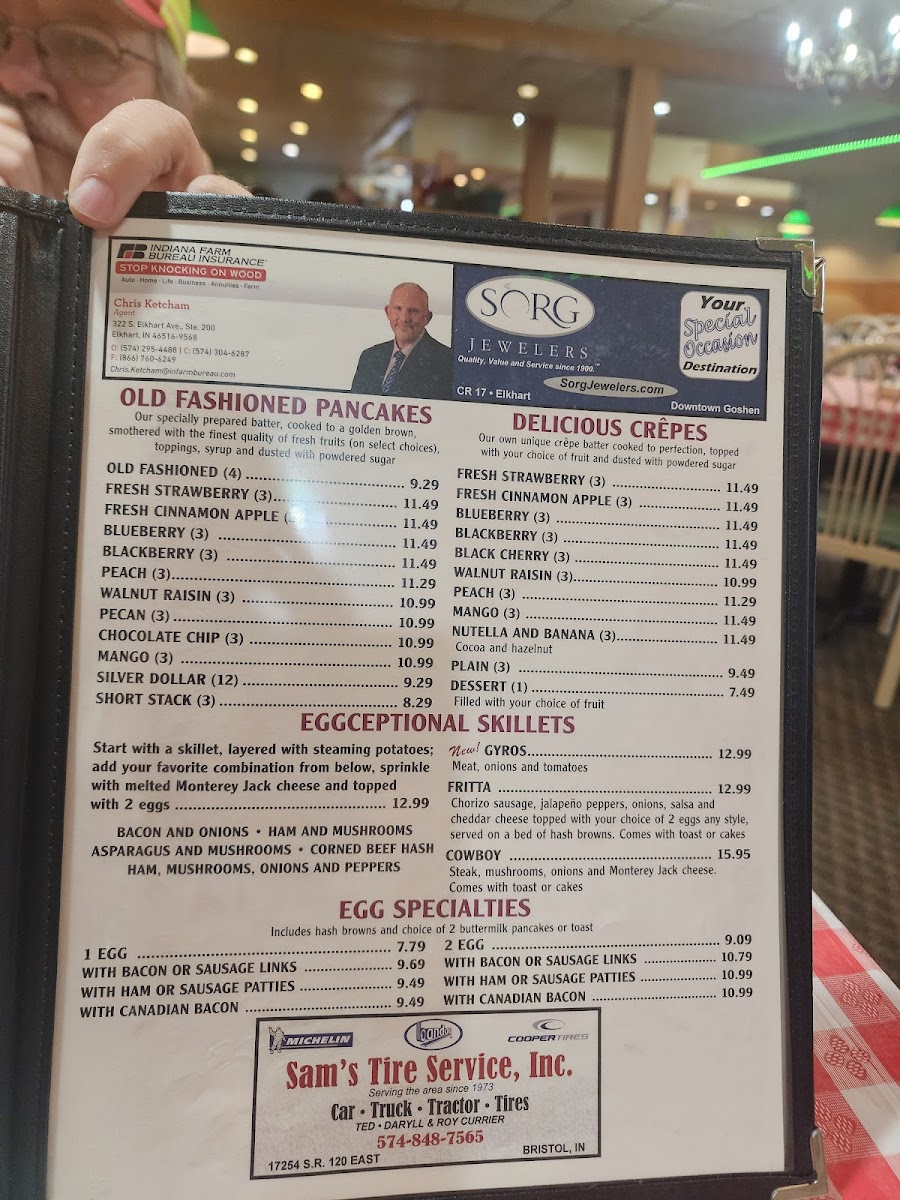 INDIANA FARM
BUREAU INSURANCE
STOP KNOCKING ON WOOD
Auto · Home · Life · Business · Annuities · Farm
Chris Ketcham
Agent
322 S. Elkhart Ave., Ste. 200
Elkhart, IN 46516-9568
O: (574) 295-4488 | C: (574) 304-6287
F: (866) 760-6249
Chris.Ketcham@infarmbureau.com
SORG
JEWELERS
Quality, Value and Service since 1900.™
SorgJewelers.com
CR 17 • Elkhart
Downtown Goshen
Your
Special
Occasion
Destination
OLD FASHIONED PANCAKES
Our specially prepared batter, cooked to a golden brown,
smothered with the finest quality of fresh fruits (on select choices),
toppings, syrup and dusted with powdered sugar
OLD FASHIONED (4) 9.29
FRESH STRAWBERRY (3) 11.49
FRESH CINNAMON APPLE ( 11.49
BLUEBERRY (3) 11.49
BLACKBERRY (3) 11.49
PEACH (3) 11.29
WALNUT RAISIN (3) 10.99
PECAN (3) 10.99
CHOCOLATE CHIP (3) 10.99
MANGO (3) 10.99
SILVER DOLLAR (12) 9.29
SHORT STACK (3) 8.29
DELICIOUS CRÊPES
Our own unique crêpe batter cooked to perfection, topped
with your choice of fruit and dusted with powdered sugar
FRESH STRAWBERRY (3) 11.49
FRESH CINNAMON APPLE (3) 11.49
BLUEBERRY (3) 11.49
BLACKBERRY (3) 11.49
BLACK CHERRY (3) 11.49
WALNUT RAISIN (3) 10.99
PEACH (3) 11.29
MANGO (3) 11.49
NUTELLA AND BANANA (3) 11.49
Cocoa and hazelnut
PLAIN (3) 9.49
DESSERT (1) 7.49
Filled with your choice of fruit
EGGCEPTIONAL SKILLETS
Start with a skillet, layered with steaming potatoes;
add your favorite combination from below, sprinkle
with melted Monterey Jack cheese and topped
with 2 eggs 12.99
BACON AND ONIONS • HAM AND MUSHROOMS
ASPARAGUS AND MUSHROOMS • CORNED BEEF HASH
HAM, MUSHROOMS, ONIONS AND PEPPERS
New! GYROS 12.99
Meat, onions and tomatoes
FRITTA 12.99
Chorizo sausage, jalapeño peppers, onions, salsa and
cheddar cheese topped with your choice of 2 eggs any style,
served on a bed of hash browns. Comes with toast or cakes
COWBOY 15.95
Steak, mushrooms, onions and Monterey Jack cheese.
Comes with toast or cakes
EGG SPECIALTIES
Includes hash browns and choice of 2 buttermilk pancakes or toast
1 EGG 7.79
WITH BACON OR SAUSAGE LINKS 9.69
WITH HAM OR SAUSAGE PATTIES 9.49
WITH CANADIAN BACON 9.49
2 EGG 9.09
WITH BACON OR SAUSAGE LINKS 10.79
WITH HAM OR SAUSAGE PATTIES 10.99
WITH CANADIAN BACON 10.99
MICHELIN
COOPERTIRES
Sam's Tire Service, Inc.
Serving the area since 1973
Car • Truck • Tractor • Tires
TED • DARYLL & ROY CURRIER
574-848-7565
17254 S.R. 120 EAST
BRISTOL, IN